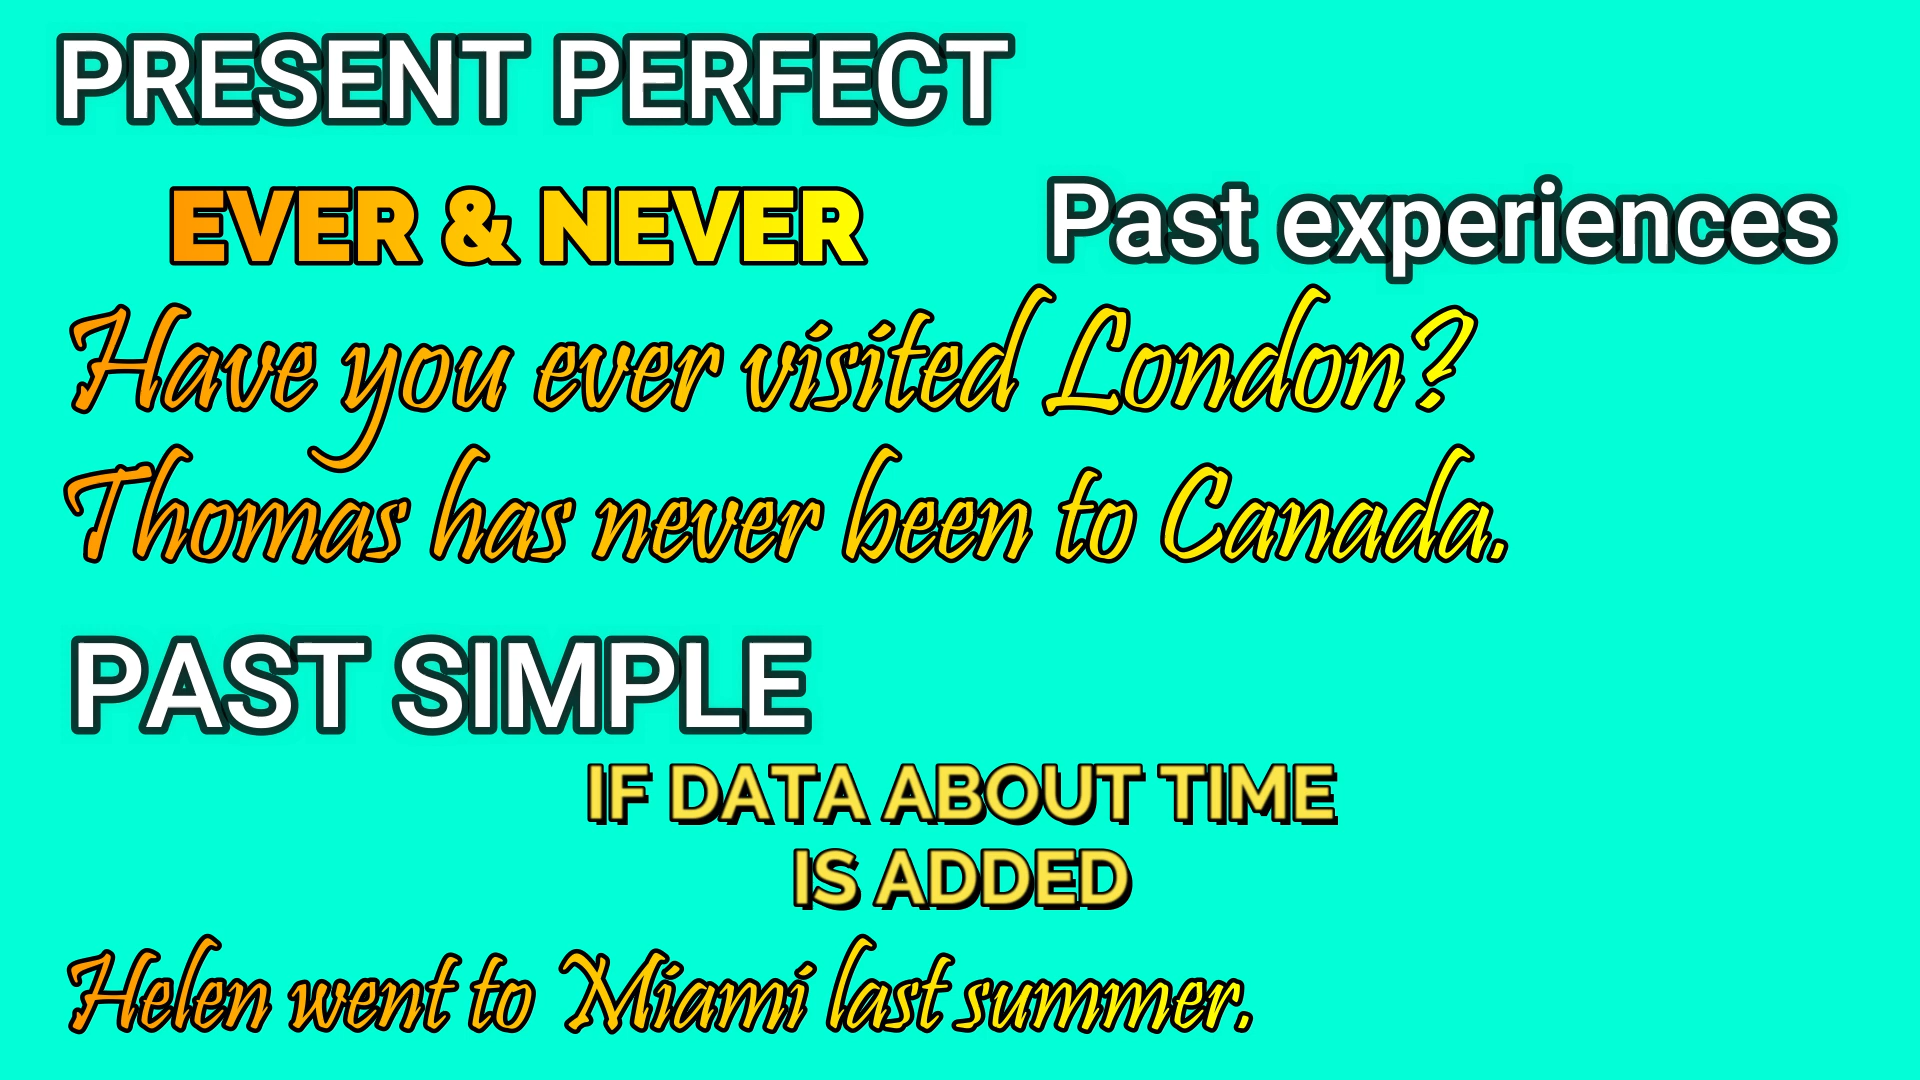 PRESENT PERFECT
EVER & NEVER
Past experiences
Have you ever visited London?
Thomas has never been to Canada.
PAST SIMPLE
IF DATA ABOUT TIME
IS ADDED
Helen went to Miami last summer.